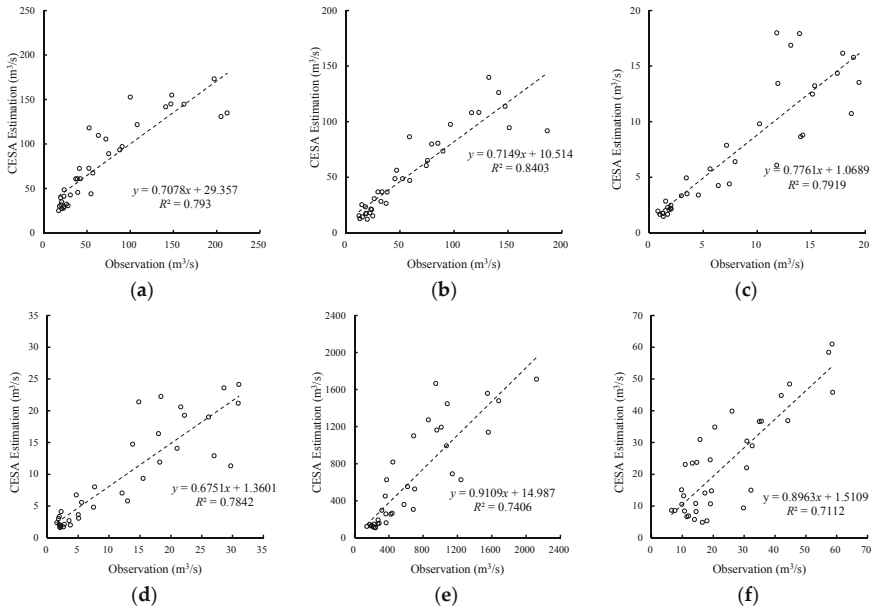 250
200
150
100
50
0
CESA Estimation (m³/s)
y = 0.7078x + 29.357
R² = 0.793
0 50 100 150 200 250
Observation (m³/s)
(a)
200
150
100
50
0
CESA Estimation (m³/s)
y = 0.7149x + 10.514
R² = 0.8403
0 50 100 150 200
Observation (m³/s)
(b)
20
15
10
5
0
CESA Estimation (m³/s)
y = 0.7761x + 1.0689
R² = 0.7919
0 5 10 15 20
Observation (m³/s)
(c)
35
30
25
20
15
10
5
0
CESA Estimation (m³/s)
y = 0.6751x + 1.3601
R² = 0.7842
0 5 10 15 20 25 30 35
Observation (m³/s)
(d)
2400
2000
1600
1200
800
400
0
CESA Estimation (m³/s)
y = 0.9109x + 14.987
R² = 0.7406
0 400 800 1200 1600 2000 2400
Observation (m³/s)
(e)
70
60
50
40
30
20
10
0
CESA Estimation (m³/s)
y = 0.8963x + 1.5109
R² = 0.7112
0 10 20 30 40 50 60 70
Observation (m³/s)
(f)